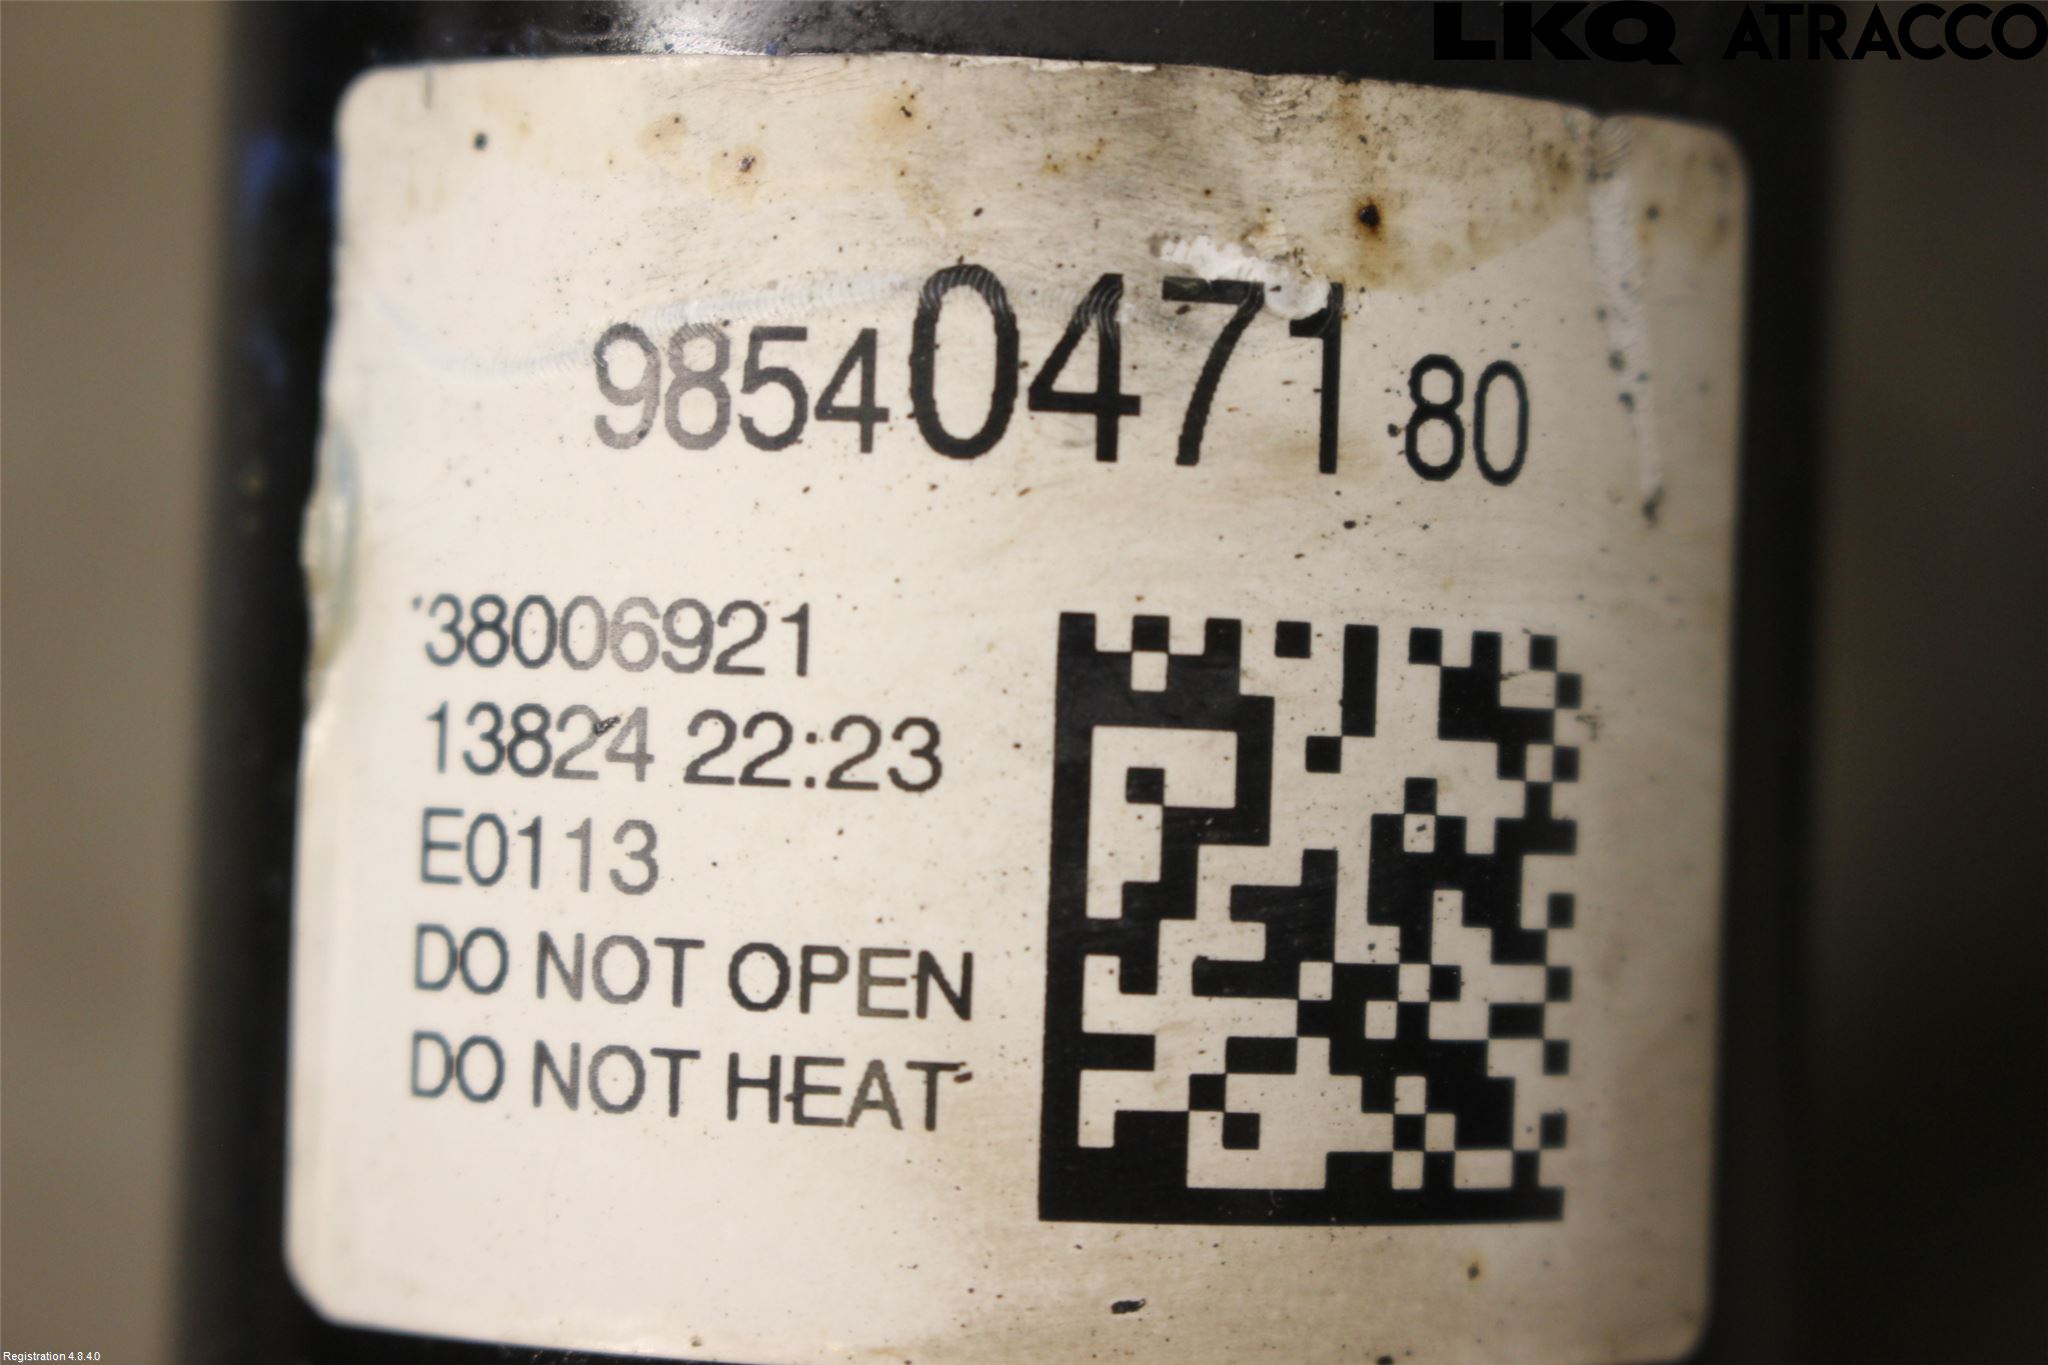 LKQ ATRACCO
9854047180
38006921
13824 22:23
E0113
DO NOT OPEN
DO NOT HEAT
Registration 4.8.4.0